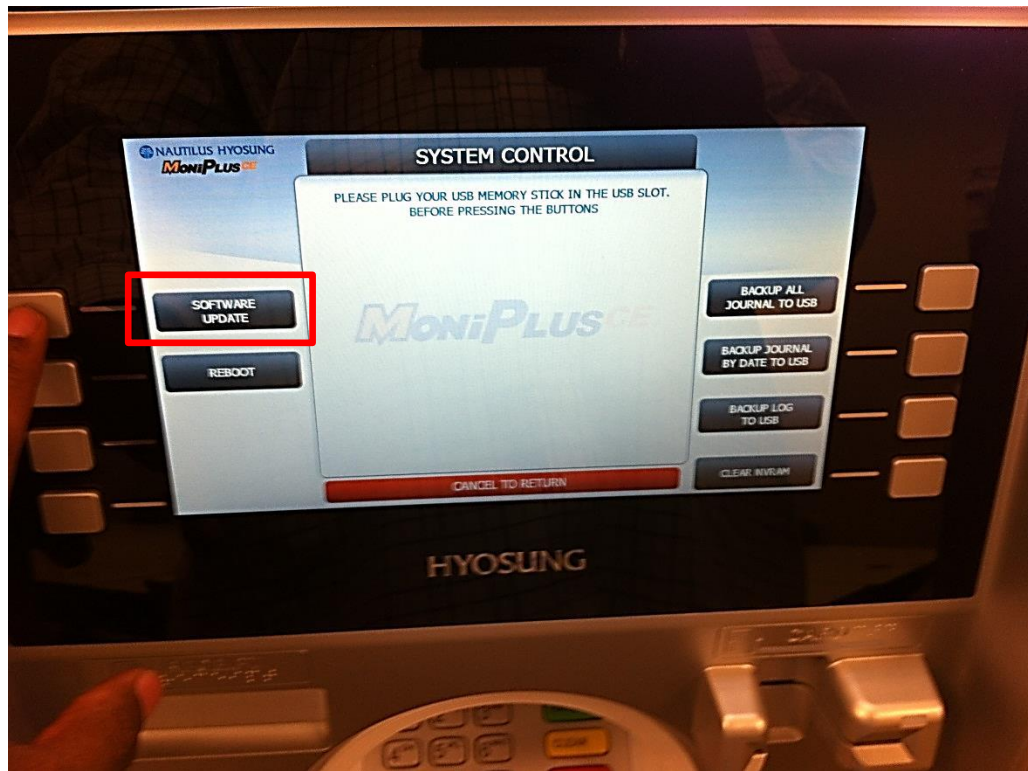 NAUTILUS HYOSUNG
MONIPLUS CE
SYSTEM CONTROL
PLEASE PLUG YOUR USB MEMORY STICK IN THE USB SLOT.
BEFORE PRESSING THE BUTTONS
SOFTWARE
UPDATE
REBOOT
MONIPLUS CE
BACKUP ALL
JOURNAL TO USB
BACKUP JOURNAL
BY DATE TO USB
BACKUP LOG
TO USB
CLEAR NVRAM
CANCEL TO RETURN
HYOSUNG